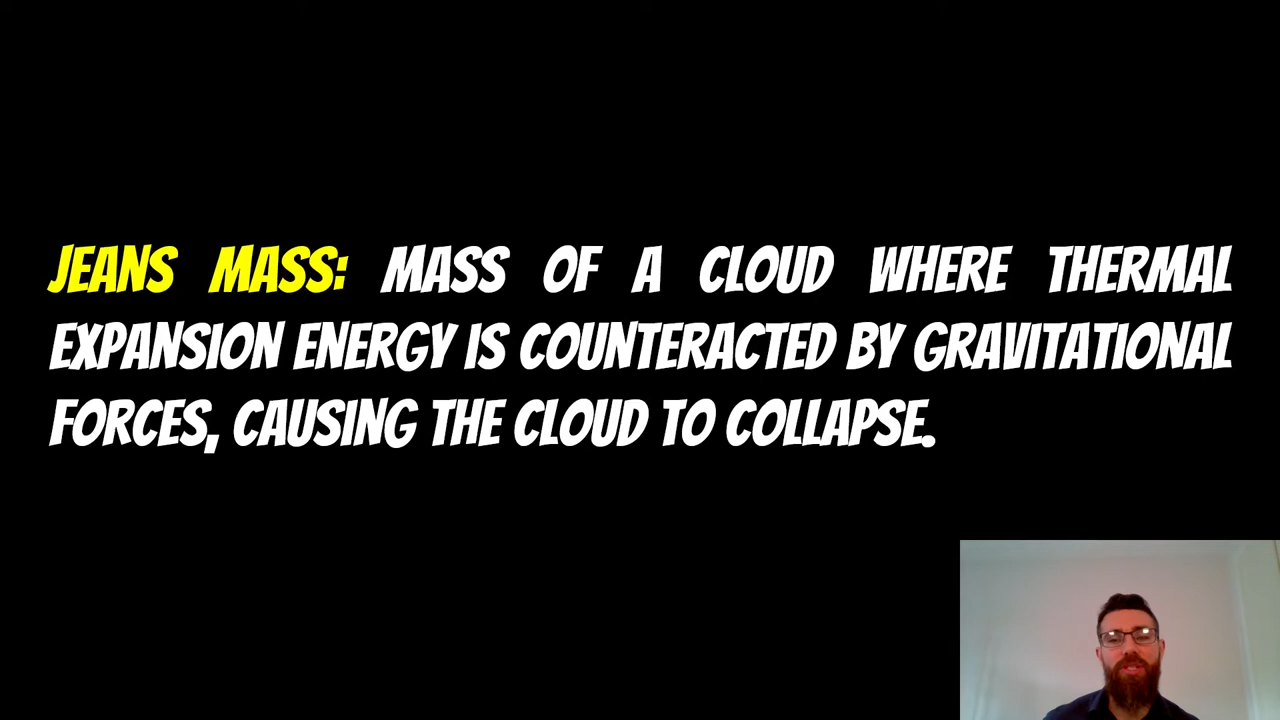 JEANS MASS: MASS OF A CLOUD WHERE THERMAL
EXPANSION ENERGY IS COUNTERACTED BY GRAVITATIONAL
FORCES, CAUSING THE CLOUD TO COLLAPSE.